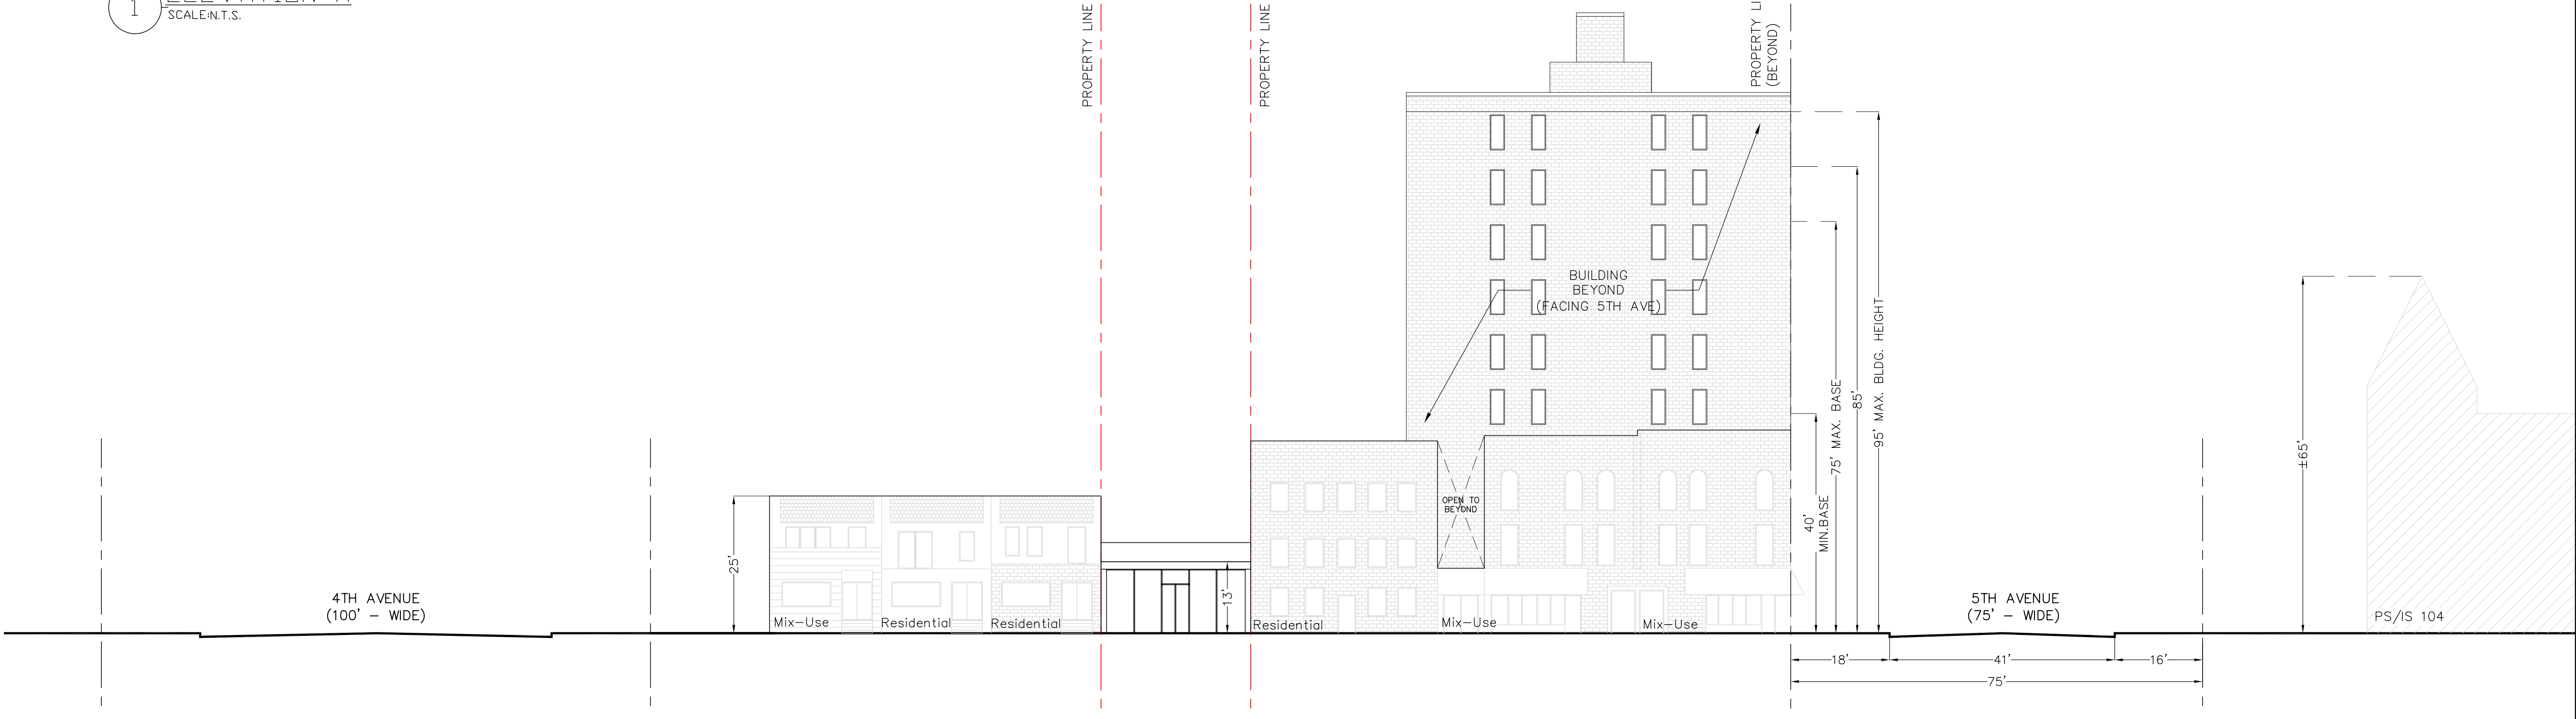 1
SCALE:N.T.S.
PROPERTY LINE
PROPERTY LINE
(BEYOND)
PROPERTY
BUILDING
BEYOND
(FACING 5TH AVE)
OPEN TO
BEYOND
25'
13'
40'
MIN.BASE
75' MAX. BASE
85'
95' MAX. BLDG. HEIGHT
±65'
4TH AVENUE
(100' – WIDE)
Mix–Use
Residential
Residential
Residential
Mix–Use
Mix–Use
5TH AVENUE
(75' – WIDE)
PS/IS 104
18'
41'
16'
75'